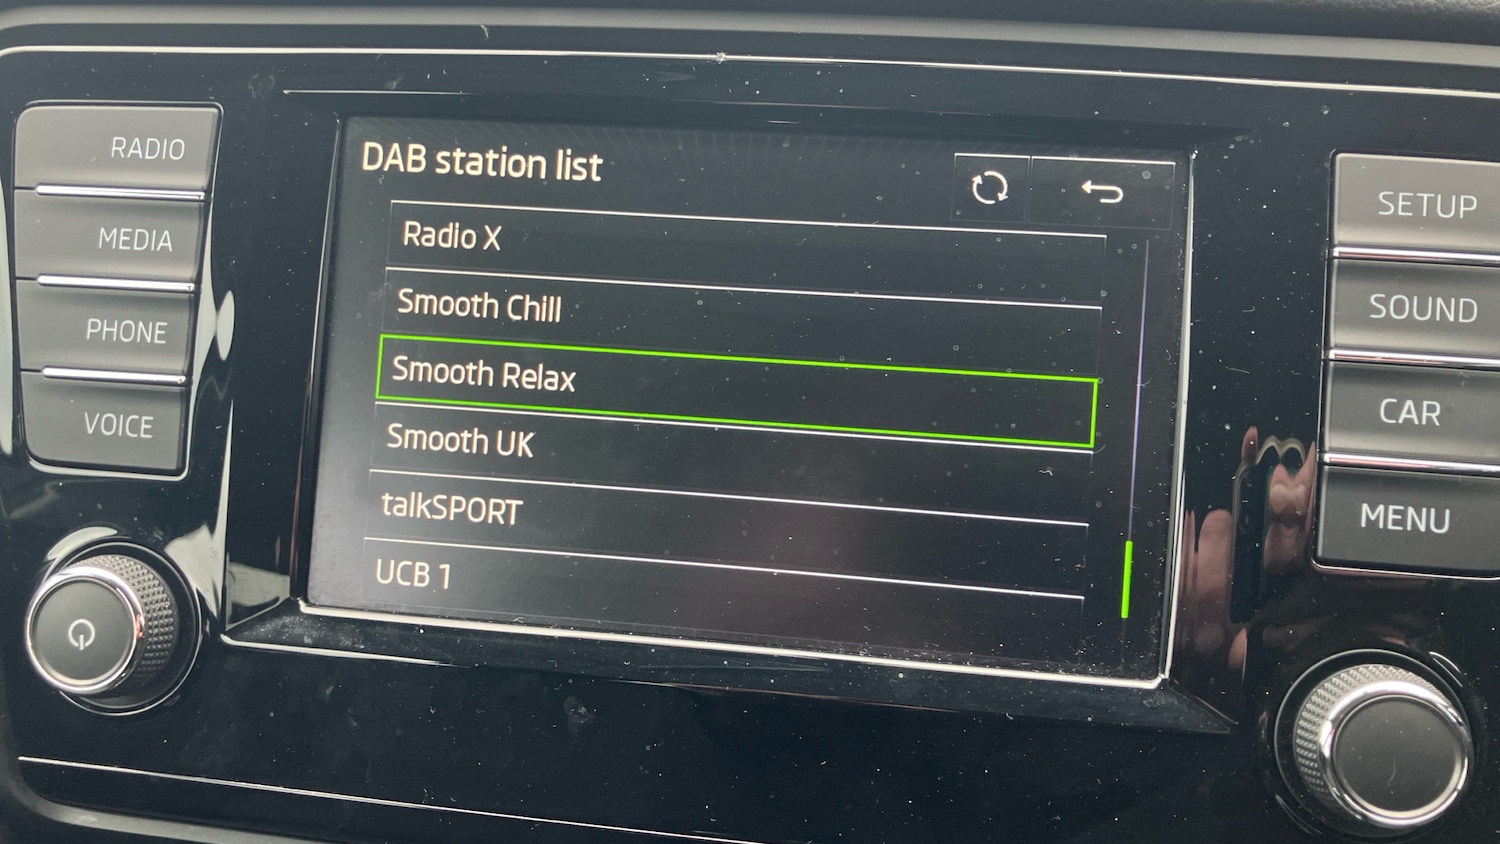 RADIO
MEDIA
PHONE
VOICE
DAB station list
Radio X
Smooth Chill
Smooth Relax
Smooth UK
talkSPORT
UCB 1
SETUP
SOUND
CAR
MENU